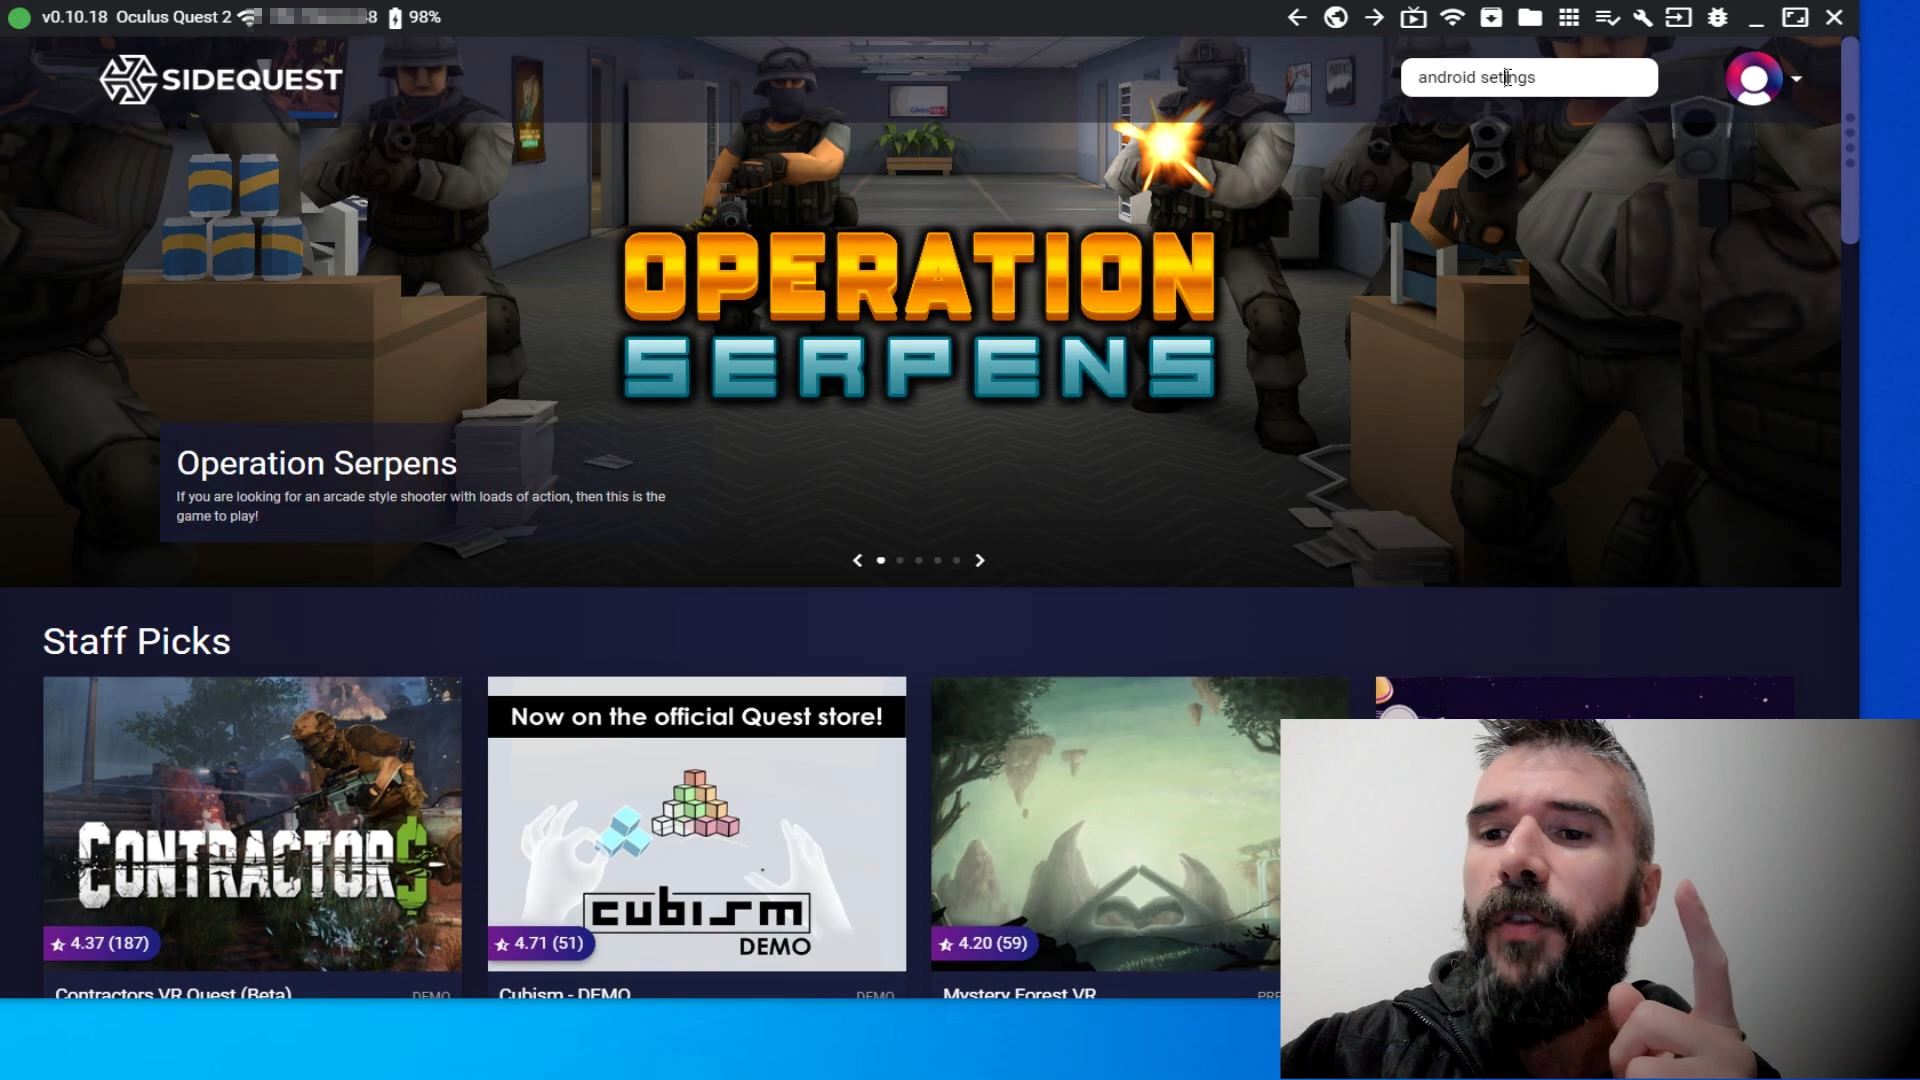 v0.10.18 Oculus Quest 2 8 98%
SIDEQUEST
android settings
OPERATION
SERPENS
Operation Serpens
If you are looking for an arcade style shooter with loads of action, then this is the
game to play!
Staff Picks
CONTRACTOR$
4.37 (187)
Contractors VR Quest (Beta)
DEMO
Now on the official Quest store!
cubism
DEMO
4.71 (51)
Cubism - DEMO
DEMO
4.20 (59)
Mystery Forest VR